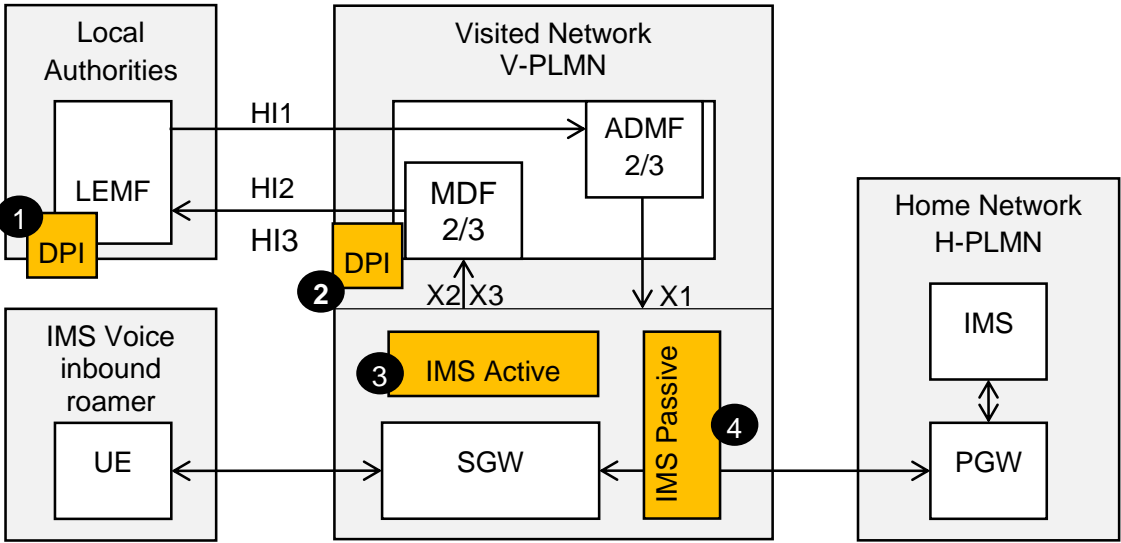 Local
Authorities
LEMF
1
DPI
HI1
HI2
HI3
Visited Network
V-PLMN
ADMF
2/3
MDF
2/3
DPI
2
X2 X3
X1
IMS Voice
inbound
roamer
UE
3
IMS Active
SGW
IMS Passive
4
Home Network
H-PLMN
IMS
PGW